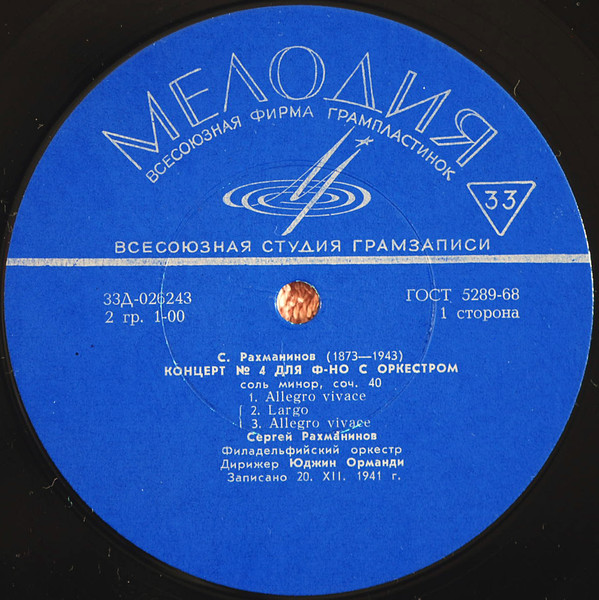 МЕЛОДИЯ
ВСЕСОЮЗНАЯ ФИРМА ГРАМПЛАСТИНОК
33
ВСЕСОЮЗНАЯ СТУДИЯ ГРАМЗАПИСИ
33Д-026243
ГОСТ 5289-68
2 гр. 1-00
1 сторона
С. Рахманинов (1873—1943)
КОНЦЕРТ № 4 ДЛЯ Ф-НО С ОРКЕСТРОМ
соль минор, соч. 40
1. Allegro vivace
2. Largo
3. Allegro vivace
Сергей Рахманинов
Филадельфийский оркестр
Дирижер Юджин Орманди
Записано 20. XII. 1941 г.